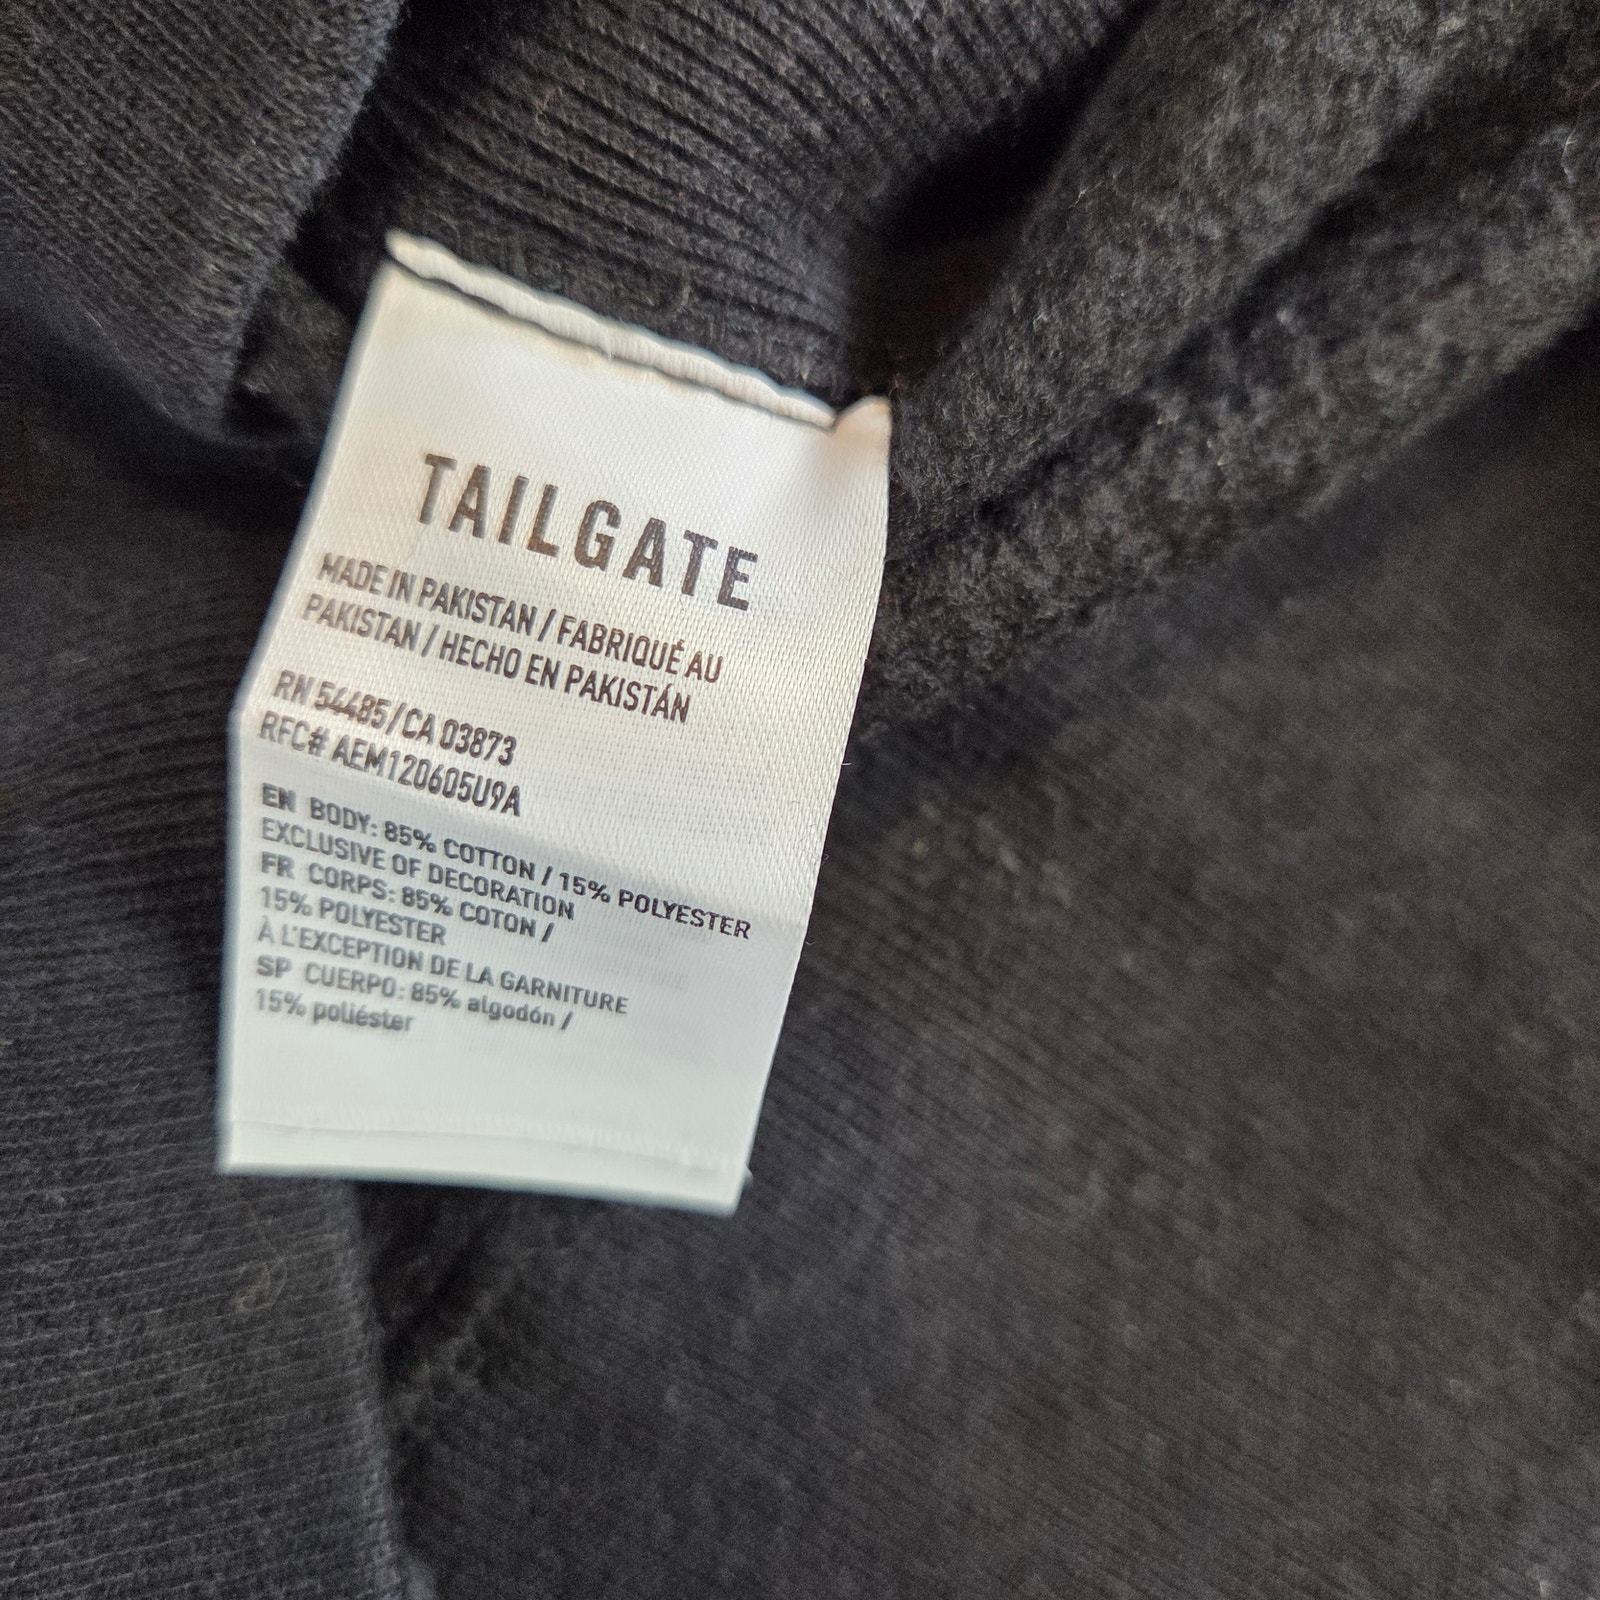 TAILGATE
MADE IN PAKISTAN / FABRIQUÉ AU
PAKISTAN / HECHO EN PAKISTÁN
RN 54485/CA 03873
RFC# AEM120605U9A
EN BODY: 85% COTTON / 15% POLYESTER
EXCLUSIVE OF DECORATION
FR CORPS: 85% COTON /
15% POLYESTER
À L'EXCEPTION DE LA GARNITURE
SP CUERPO: 85% algodón /
15% poliéster